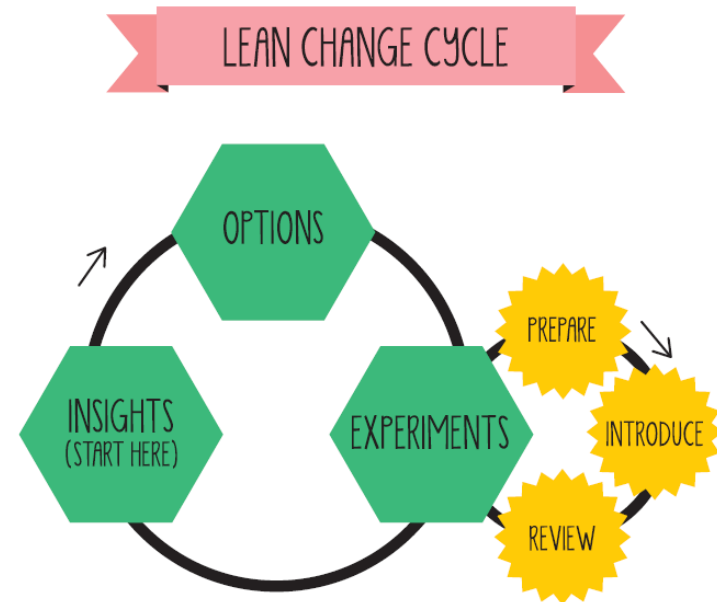 LEAN CHANGE CYCLE
OPTIONS
INSIGHTS
(START HERE)
EXPERIMENTS
PREPARE
INTRODUCE
REVIEW